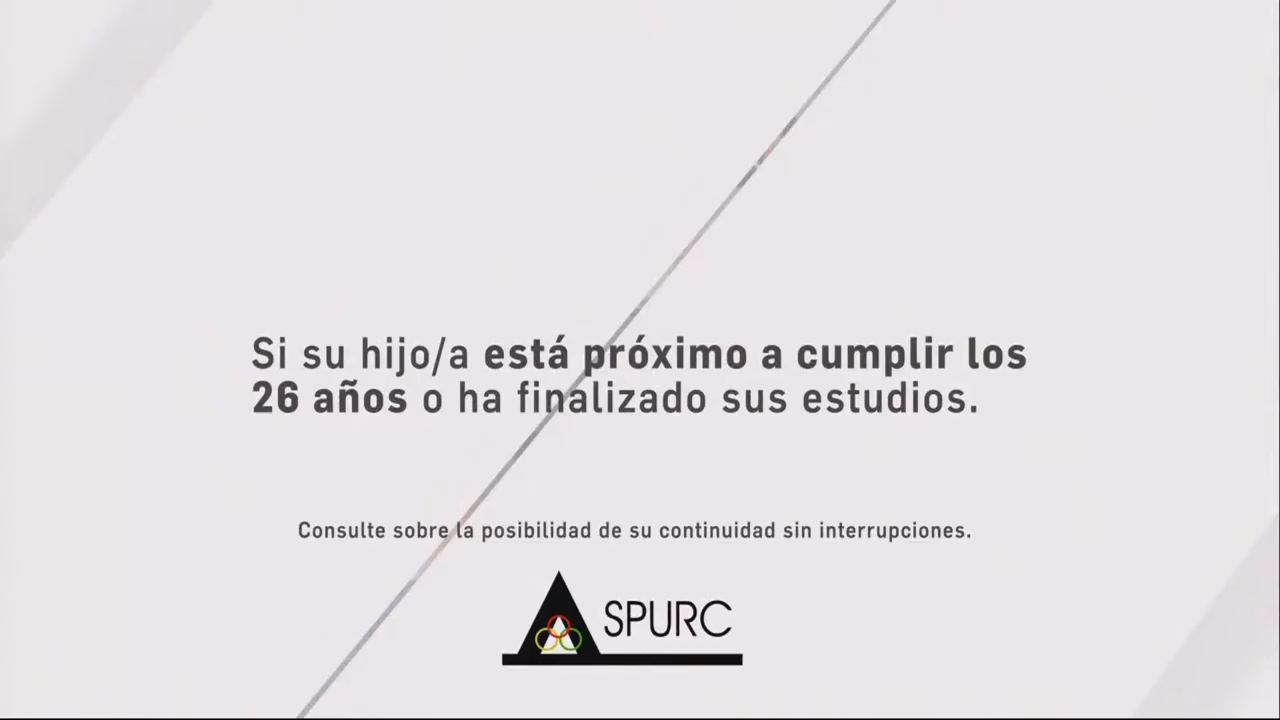 Si su hijo/a está próximo a cumplir los
26 años o ha finalizado sus estudios.
Consulte sobre la posibilidad de su continuidad sin interrupciones.
ASPURC